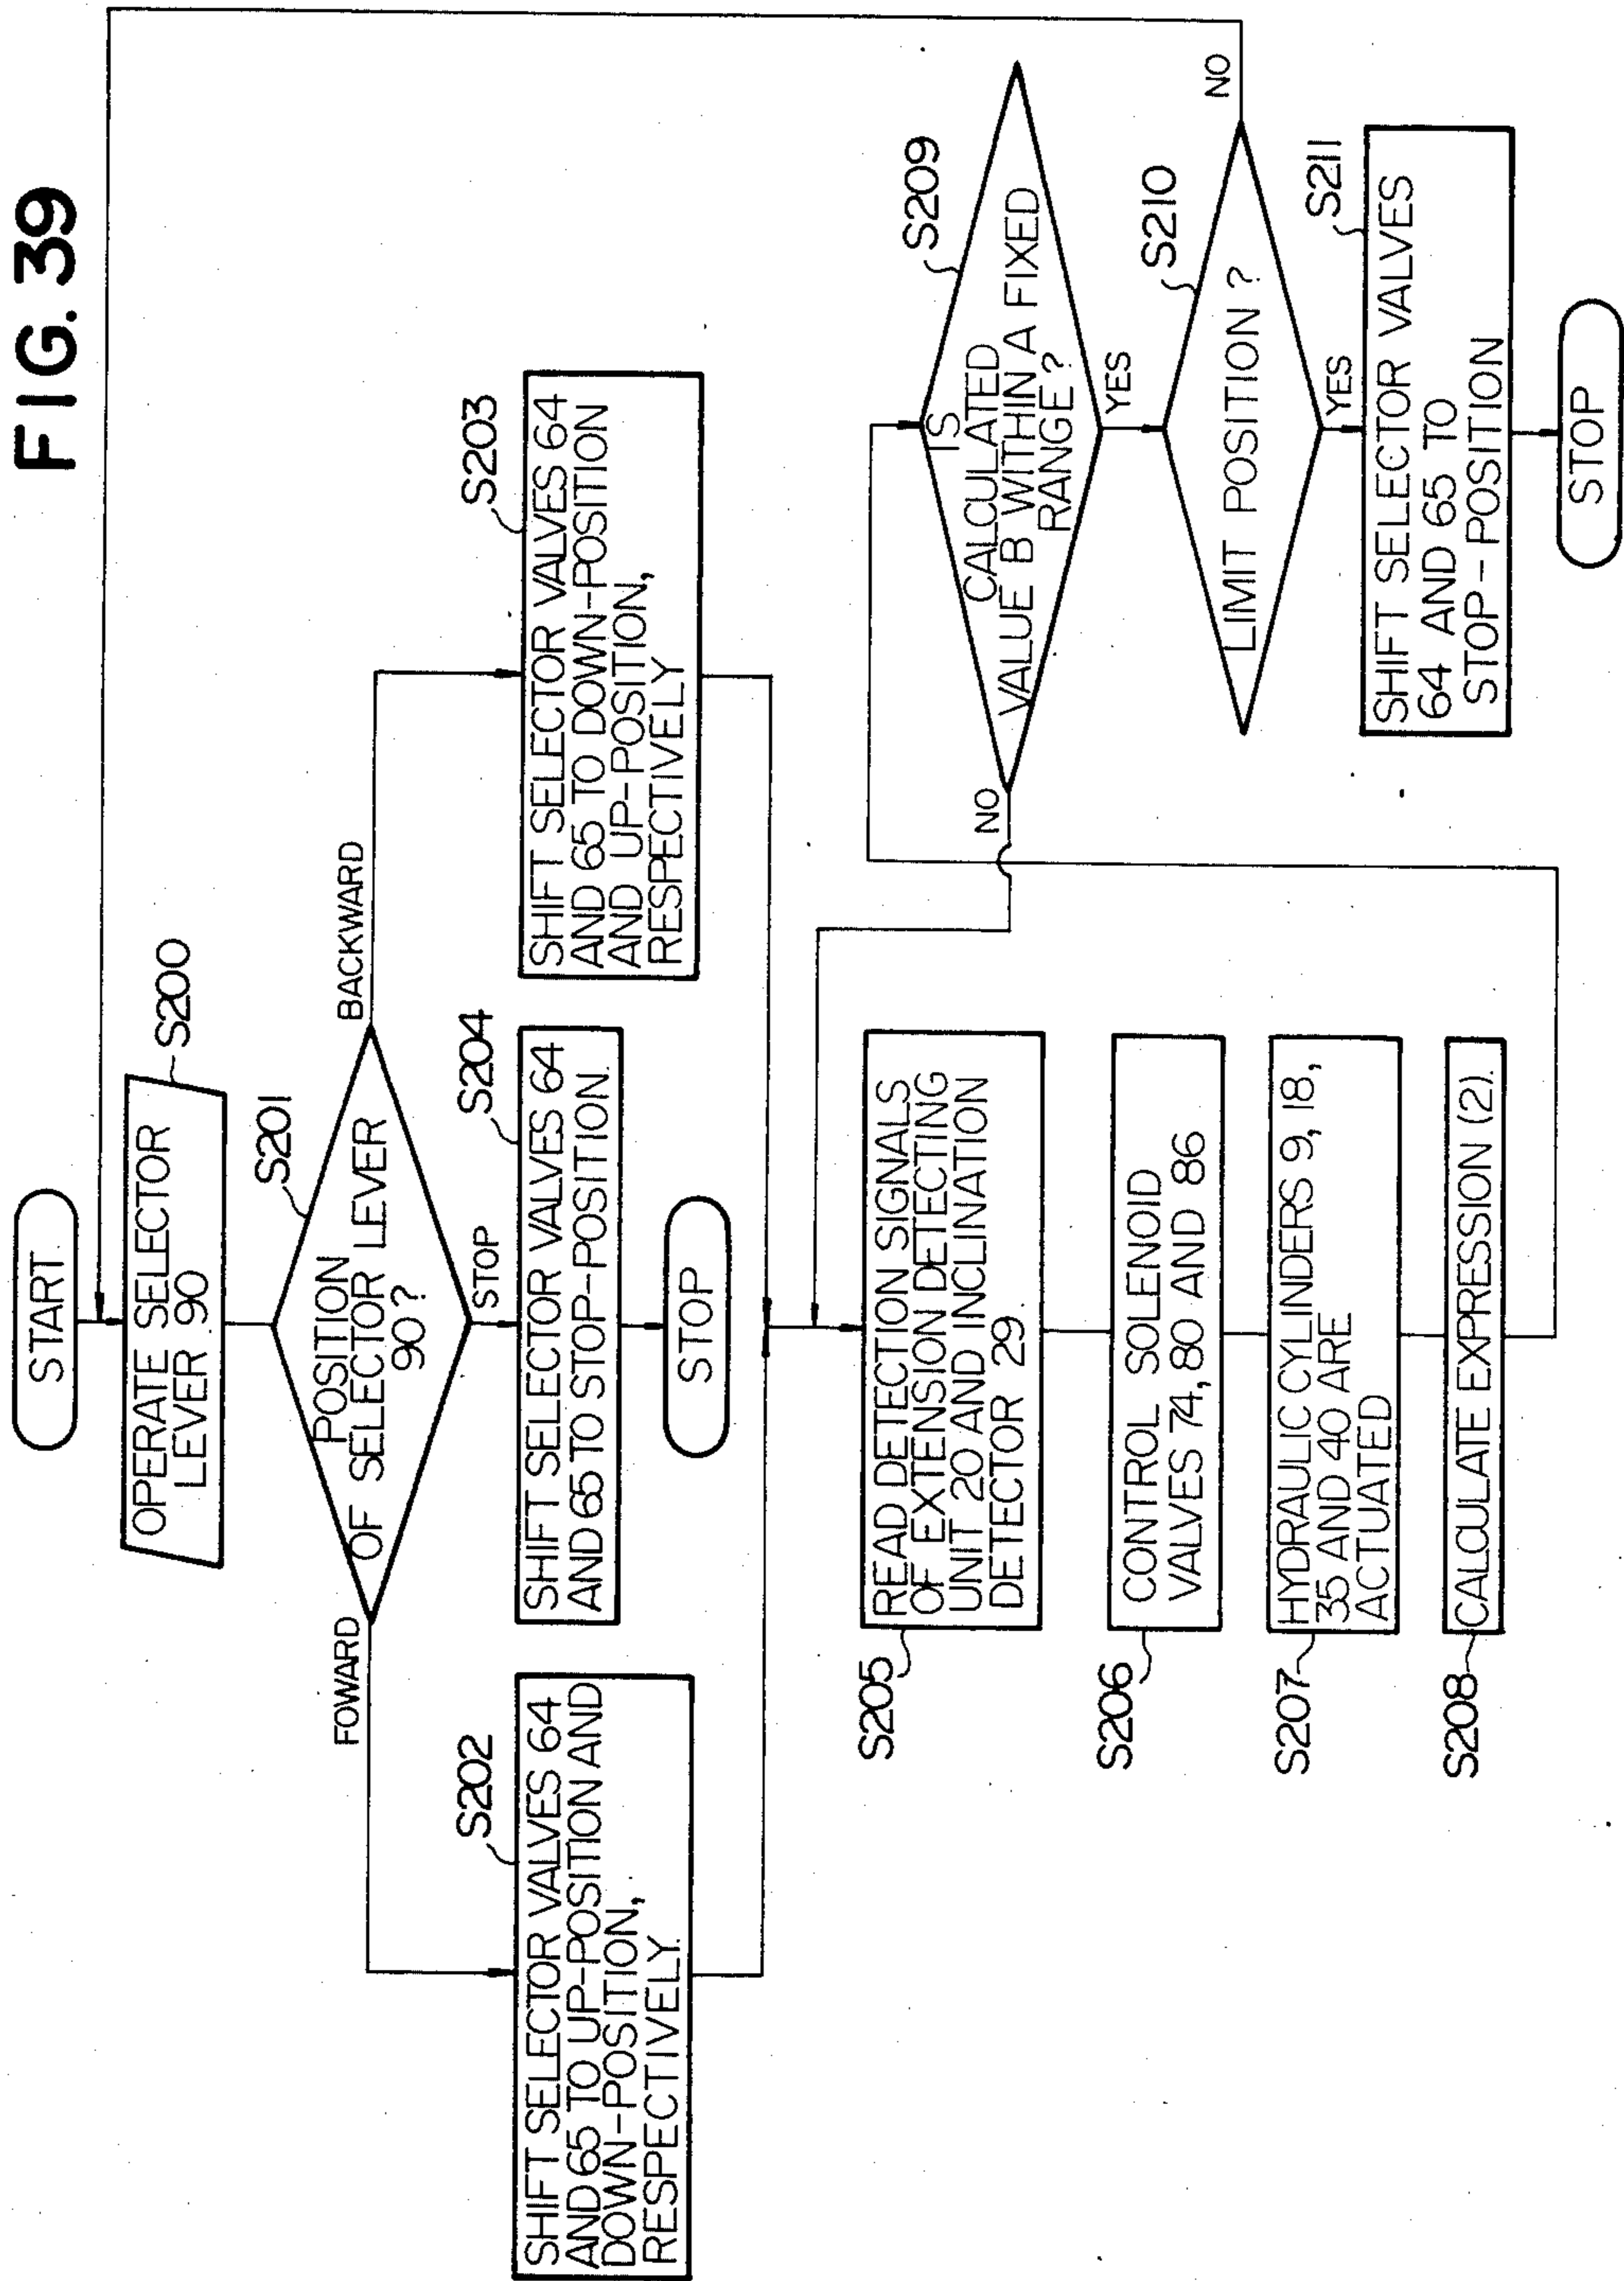 FIG. 39
START
OPERATE SELECTOR
LEVER 90
S200
POSITION
OF SELECTOR LEVER
90?
S201
FOWARD
BACKWARD
STOP
SHIFT SELECTOR VALVES 64
AND 65 TO UP-POSITION AND
DOWN-POSITION,
RESPECTIVELY.
S202
SHIFT SELECTOR VALVES 64
AND 65 TO STOP-POSITION.
S204
STOP
SHIFT SELECTOR VALVES 64
AND 65 TO DOWN-POSITION
AND UP-POSITION,
RESPECTIVELY
S203
READ DETECTION SIGNALS
OF EXTENSION DETECTING
UNIT 20 AND INCLINATION
DETECTOR 29.
S205
CONTROL SOLENOID
VALVES 74, 80 AND 86
S206
HYDRAULIC CYLINDERS 9, 18,
35 AND 40 ARE
ACTUATED
S207
CALCULATE EXPRESSION (2).
S208
IS
CALCULATED
VALUE B WITHIN A FIXED
RANGE?
S209
NO
YES
LIMIT POSITION ?
S210
NO
YES
SHIFT SELECTOR VALVES
64 AND 65 TO
STOP-POSITION
S211
STOP